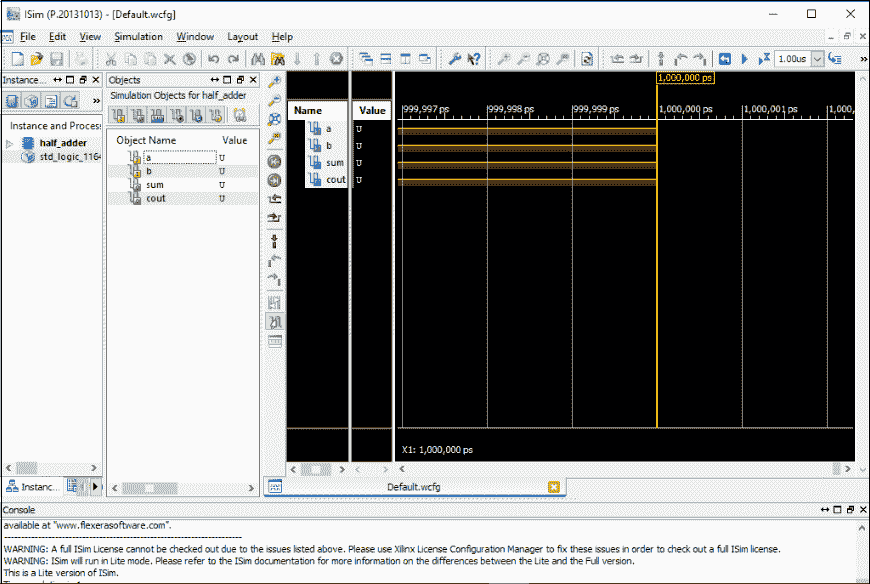 ISim (P.20131013) - [Default.wcfg]
File Edit View Simulation Window Layout Help
1.00us
Instance...
Objects
Simulation Objects for half_adder
Instance and Process
half_adder
std_logic_1164
Object Name Value
a U
b U
sum U
cout U
Name Value
a U
b U
sum U
cout U
1,000,000 ps
999,997 ps 999,998 ps 999,999 ps 1,000,000 ps 1,000,001 ps 1,000,
X1: 1,000,000 ps
Instanc...
Default.wcfg
Console
available at "www.flexerasoftware.com".
WARNING: A full ISim License cannot be checked out due to the issues listed above. Please use Xilinx License Configuration Manager to fix these issues in order to check out a full ISim license.
WARNING: ISim will run in Lite mode. Please refer to the ISim documentation for more information on the differences between the Lite and the Full version.
This is a Lite version of ISim.